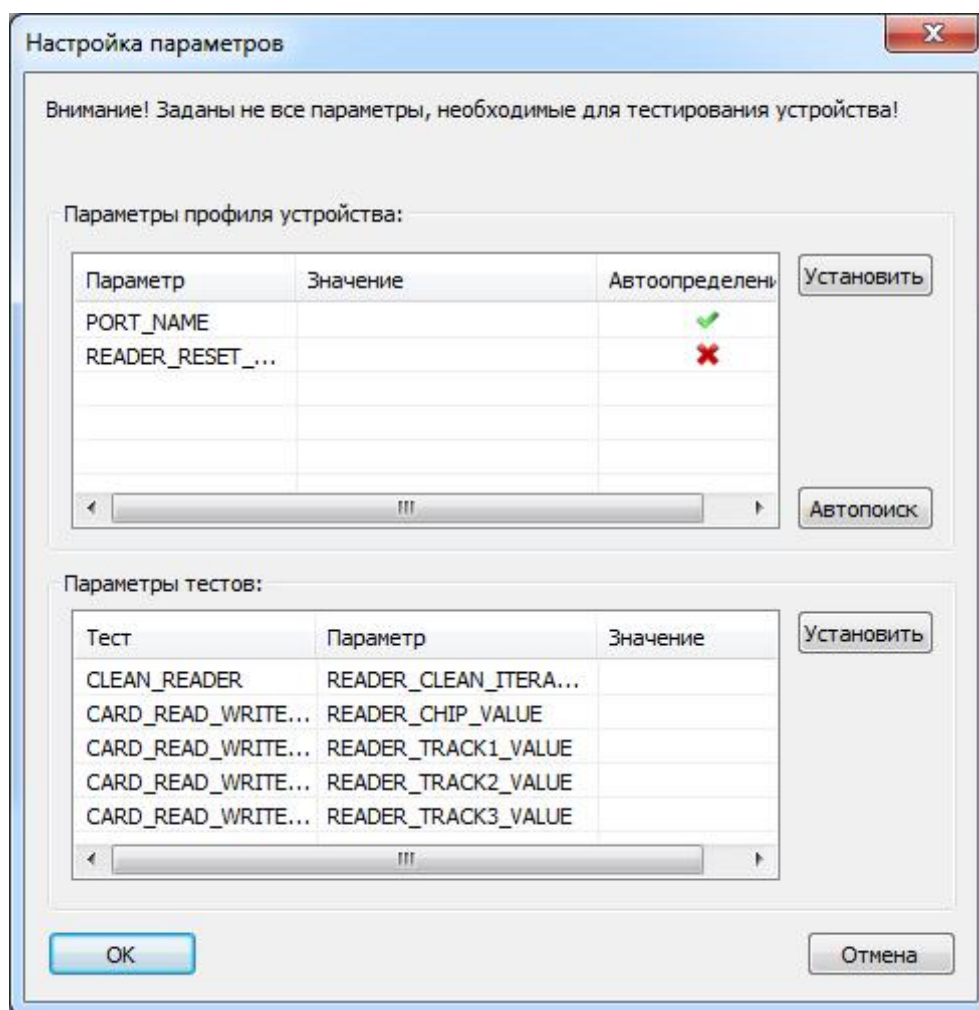 Настройка параметров
Внимание! Заданы не все параметры, необходимые для тестирования устройства!
Параметры профиля устройства:
Параметр Значение Автоопределени
PORT_NAME
READER_RESET_...
Установить
Автопоиск
Параметры тестов:
Тест Параметр Значение
CLEAN_READER READER_CLEAN_ITERA...
CARD_READ_WRITE... READER_CHIP_VALUE
CARD_READ_WRITE... READER_TRACK1_VALUE
CARD_READ_WRITE... READER_TRACK2_VALUE
CARD_READ_WRITE... READER_TRACK3_VALUE
Установить
OK Отмена